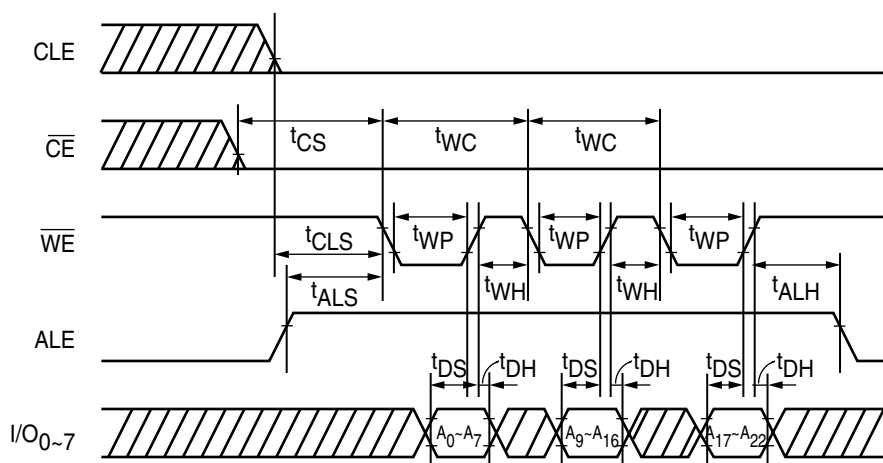 CLE
CE
tCS
tWC
tWC
WE
tCLS
tWP
tWP
tWP
tALS
tWH
tWH
tALH
ALE
tDS
tDH
tDS
tDH
tDS
tDH
I/O0~7
A0~A7
A9~A16
A17~A22